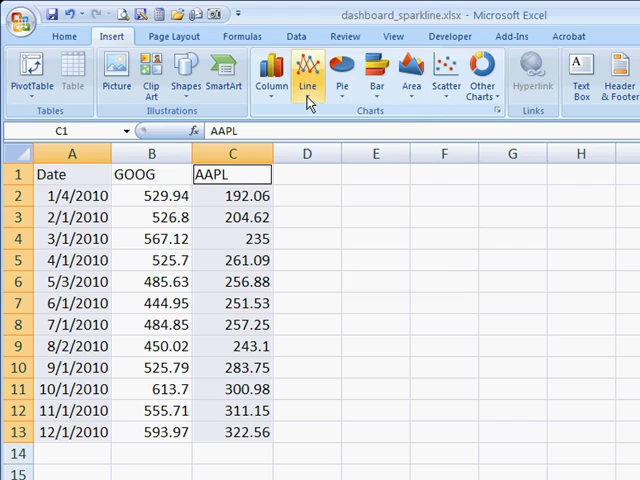 dashboard_sparkline.xlsx - Microsoft Excel
Home Insert Page Layout Formulas Data Review View Developer Add-Ins Acrobat
PivotTable Table Picture Clip Art Shapes SmartArt Column Line Pie Bar Area Scatter Other Charts Hyperlink Text Box Header & Footer
Tables Illustrations Charts Links
C1 fx AAPL
A B C D E F G H
1 Date GOOG AAPL
2 1/4/2010 529.94 192.06
3 2/1/2010 526.8 204.62
4 3/1/2010 567.12 235
5 4/1/2010 525.7 261.09
6 5/3/2010 485.63 256.88
7 6/1/2010 444.95 251.53
8 7/1/2010 484.85 257.25
9 8/2/2010 450.02 243.1
10 9/1/2010 525.79 283.75
11 10/1/2010 613.7 300.98
12 11/1/2010 555.71 311.15
13 12/1/2010 593.97 322.56
14
15